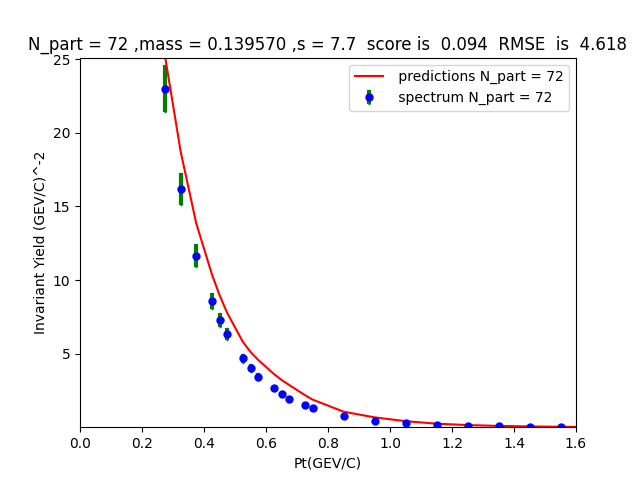 N_part = 72 ,mass = 0.139570 ,s = 7.7  score is  0.094  RMSE  is  4.618
predictions N_part = 72
spectrum N_part = 72
Invariant Yield (GEV/C)^-2
25
20
15
10
5
0.0 0.2 0.4 0.6 0.8 1.0 1.2 1.4 1.6
Pt(GEV/C)